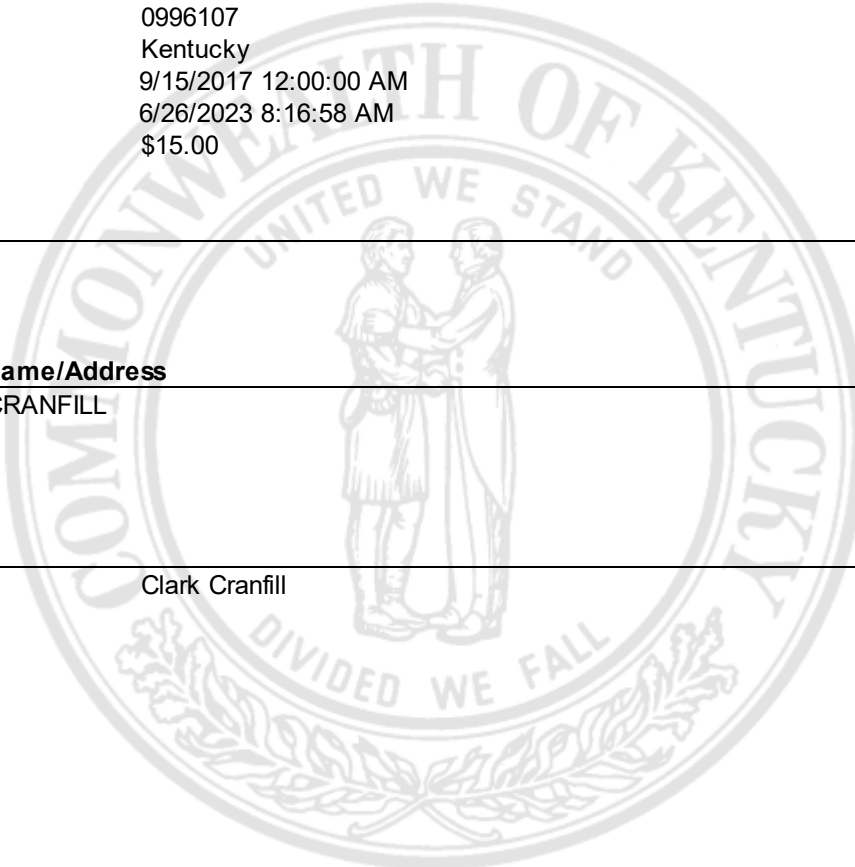 0996107
Kentucky
9/15/2017 12:00:00 AM
6/26/2023 8:16:58 AM
$15.00
COMMONWEALTH OF KENTUCKY
UNITED WE STAND
ame/Address
CRANFILL
Clark Cranfill
DIVIDED WE FALL